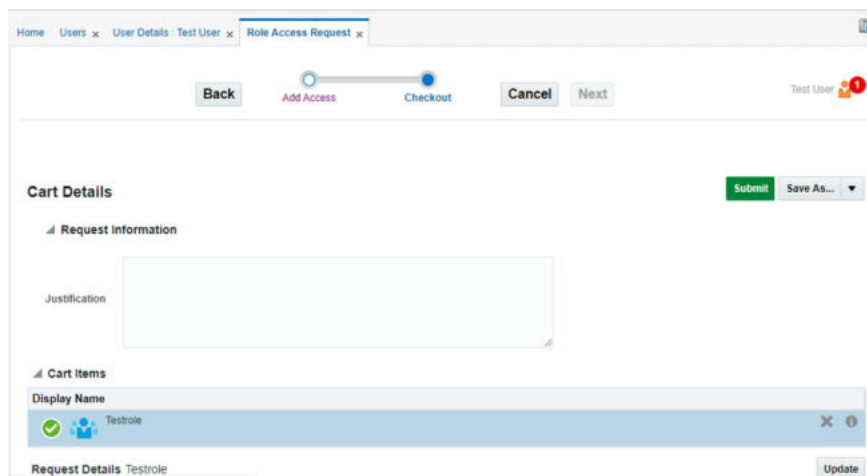 Home Users x User Details : Test User x Role Access Request x
Back Add Access Checkout Cancel Next Test User 1
Cart Details Submit Save As...
Request Information
Justification
Cart Items
Display Name
Testrole
Request Details Testrole Update